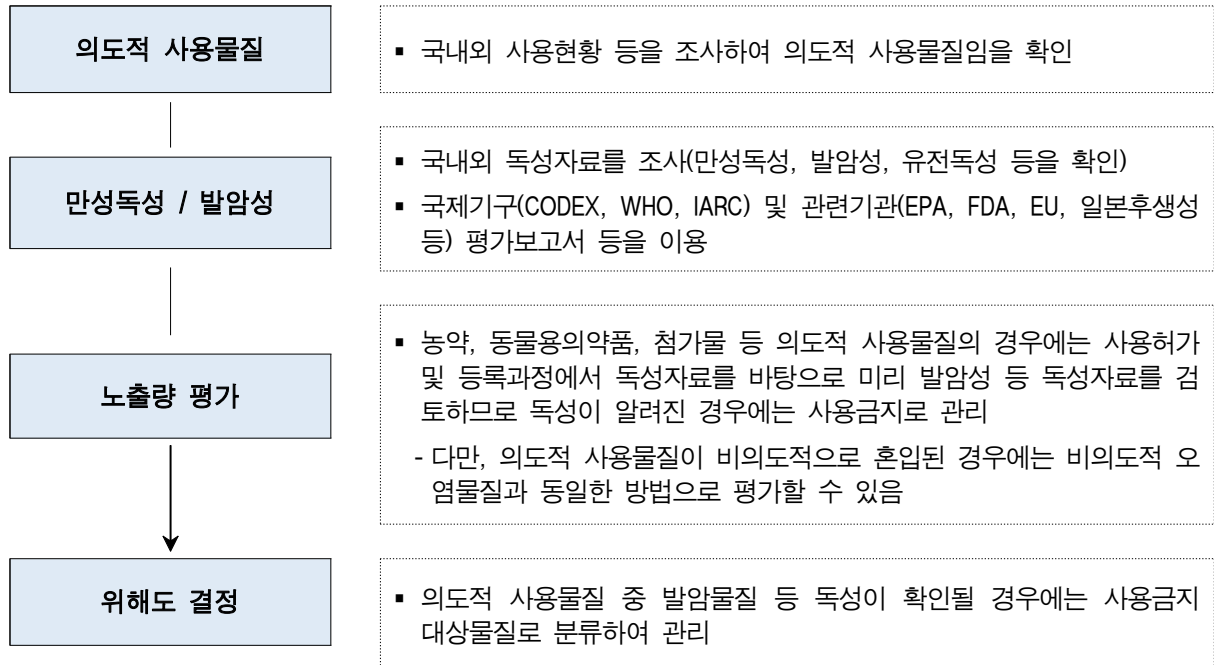 의도적 사용물질
▪ 국내외 사용현황 등을 조사하여 의도적 사용물질임을 확인
만성독성 / 발암성
▪ 국내외 독성자료를 조사(만성독성, 발암성, 유전독성 등을 확인)
▪ 국제기구(CODEX, WHO, IARC) 및 관련기관(EPA, FDA, EU, 일본후생성
등) 평가보고서 등을 이용
노출량 평가
▪ 농약, 동물용의약품, 첨가물 등 의도적 사용물질의 경우에는 사용허가
및 등록과정에서 독성자료를 바탕으로 미리 발암성 등 독성자료를 검
토하므로 독성이 알려진 경우에는 사용금지로 관리
- 다만, 의도적 사용물질이 비의도적으로 혼입된 경우에는 비의도적 오
염물질과 동일한 방법으로 평가할 수 있음
위해도 결정
▪ 의도적 사용물질 중 발암물질 등 독성이 확인될 경우에는 사용금지
대상물질로 분류하여 관리